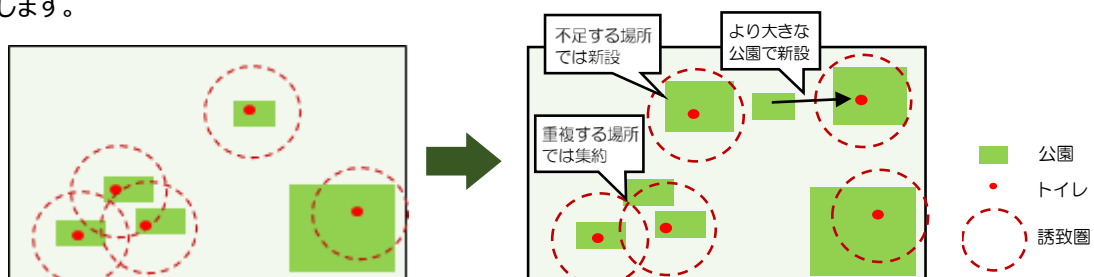 します。
不足する場所
では新設
より大きな
公園で新設
重複する場所
では集約
公園
トイレ
誘致圏